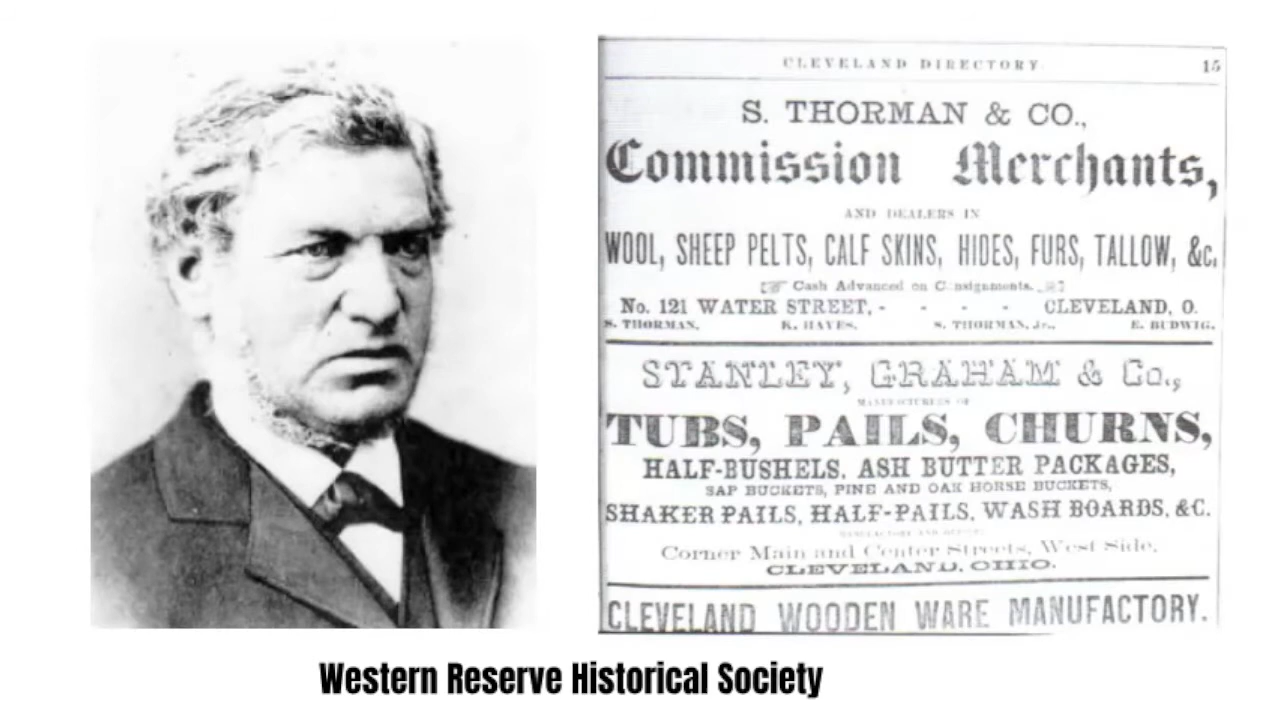 CLEVELAND DIRECTORY. 15
S. THORMAN & CO.,
Commission Merchants,
AND DEALERS IN
WOOL, SHEEP PELTS, CALF SKINS, HIDES, FURS, TALLOW, &c.
Cash Advanced on Consignments.
No. 121 WATER STREET, - - - - CLEVELAND, O.
S. THORMAN, K. HAYES, S. THORMAN, Jr., E. BUDWIG.
STANLEY, GRAHAM & Co.,
MANUFACTURERS OF
TUBS, PAILS, CHURNS,
HALF-BUSHELS, ASH BUTTER PACKAGES,
SAP BUCKETS, PINE AND OAK HORSE BUCKETS,
SHAKER PAILS, HALF-PAILS, WASH BOARDS, &C.
Corner Main and Center Streets, West Side,
CLEVELAND, OHIO.
CLEVELAND WOODEN WARE MANUFACTORY.
Western Reserve Historical Society